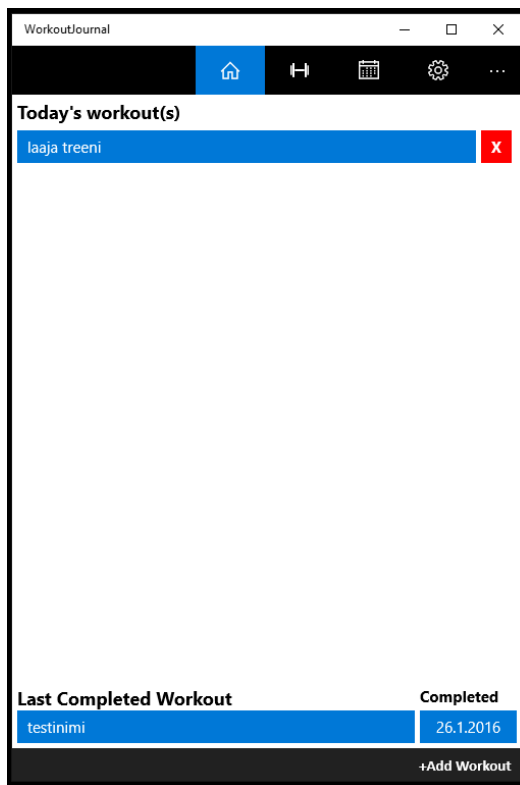 WorkoutJournal
Today's workout(s)
laaja treeni
X
Last Completed Workout
Completed
testinimi
26.1.2016
+Add Workout